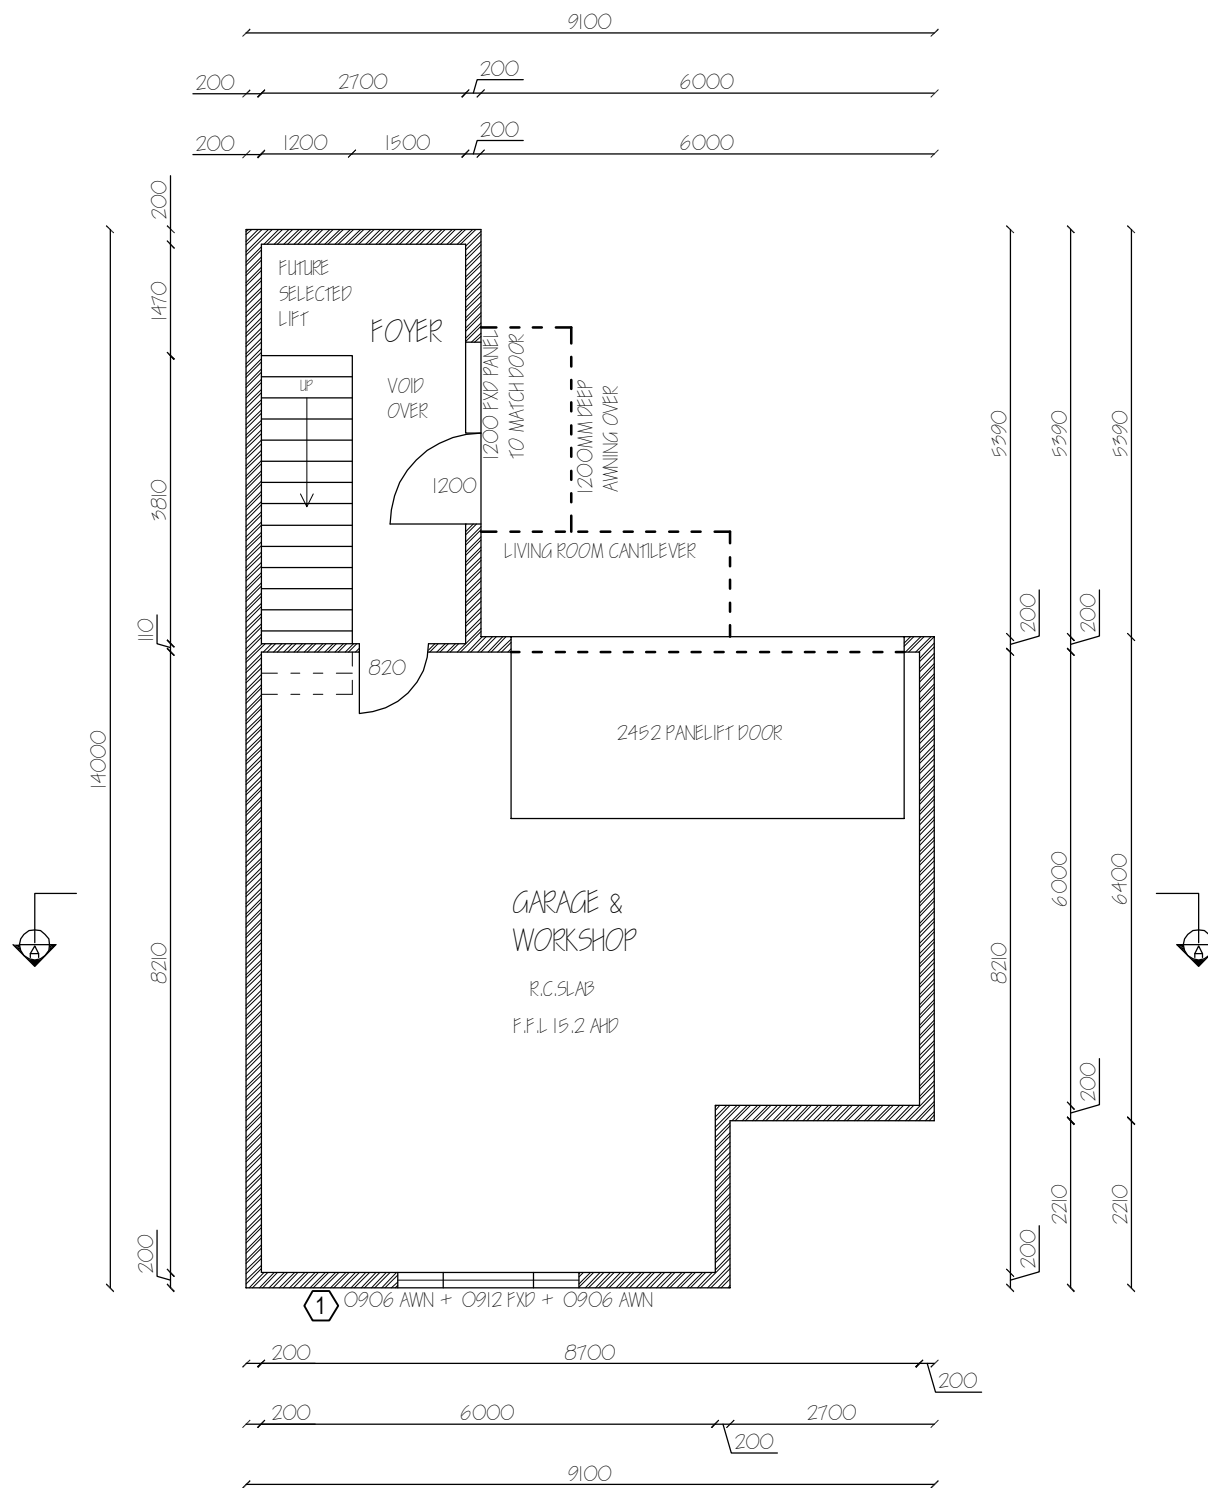 9100
200
2700
200
6000
200
1200
1500
200
6000
200
1470
3810
110
8210
200
14000
FUTURE
SELECTED
LIFT
FOYER
UP
VOID
OVER
1200 FXD PANEL
TO MATCH DOOR
1200MM DEEP
AWNING OVER
1200
LIVING ROOM CANTILEVER
820
2452 PANELIFT DOOR
5390
5390
5390
200
200
6000
6400
8210
200
2210
2210
200
A
A
GARAGE &
WORKSHOP
R.C.SLAB
F.F.L 15.2 AHD
1 0906 AWN + 0912 FXD + 0906 AWN
200
8700
200
200
6000
2700
200
9100